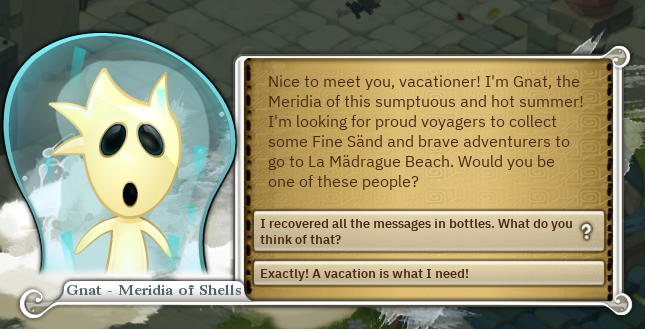 Nice to meet you, vacationer! I'm Gnat, the
Meridia of this sumptuous and hot summer!
I'm looking for proud voyagers to collect
some Fine Sänd and brave adventurers to
go to La Mädrague Beach. Would you be
one of these people?
I recovered all the messages in bottles. What do you
think of that?
?
Exactly! A vacation is what I need!
Gnat - Meridia of Shells